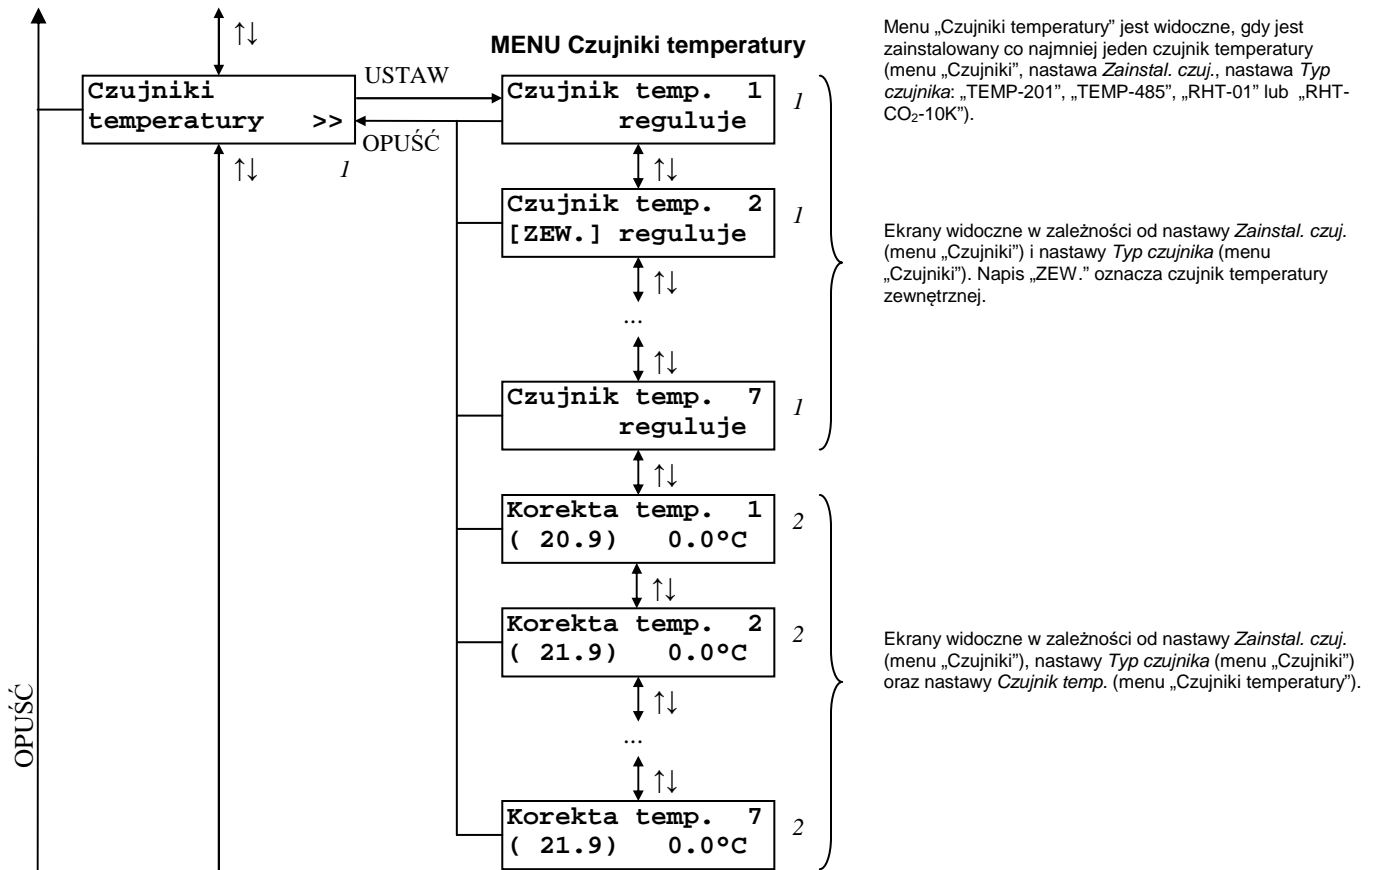 ↑↓
MENU Czujniki temperatury
Czujniki
temperatury >>
1
↑↓
USTAW
OPUŚĆ
Czujnik temp. 1
reguluje
1
↑↓
Czujnik temp. 2
[ZEW.] reguluje
1
↑↓
...
↑↓
Czujnik temp. 7
reguluje
1
↑↓
Korekta temp. 1
( 20.9) 0.0°C
2
↑↓
Korekta temp. 2
( 21.9) 0.0°C
2
↑↓
...
↑↓
Korekta temp. 7
( 21.9) 0.0°C
2
OPUŚĆ
Menu „Czujniki temperatury” jest widoczne, gdy jest
zainstalowany co najmniej jeden czujnik temperatury
(menu „Czujniki”, nastawa Zainstal. czuj., nastawa Typ
czujnika: „TEMP-201”, „TEMP-485”, „RHT-01” lub „RHT-
CO₂-10K”).
Ekrany widoczne w zależności od nastawy Zainstal. czuj.
(menu „Czujniki”) i nastawy Typ czujnika (menu
„Czujniki”). Napis „ZEW.” oznacza czujnik temperatury
zewnętrznej.
Ekrany widoczne w zależności od nastawy Zainstal. czuj.
(menu „Czujniki”), nastawy Typ czujnika (menu „Czujniki”)
oraz nastawy Czujnik temp. (menu „Czujniki temperatury”).